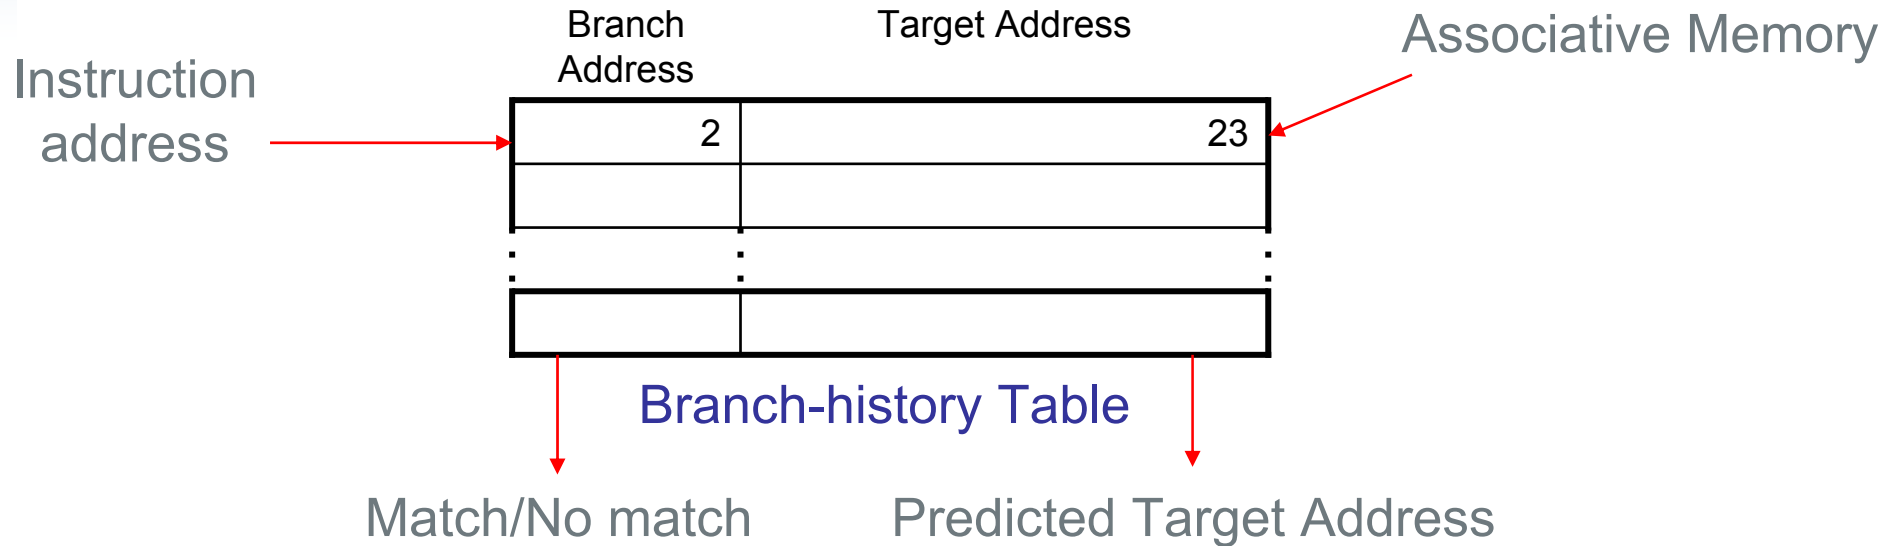 Branch
Address
Target Address
Associative Memory
Instruction
address
2
23
Branch-history Table
Match/No match
Predicted Target Address